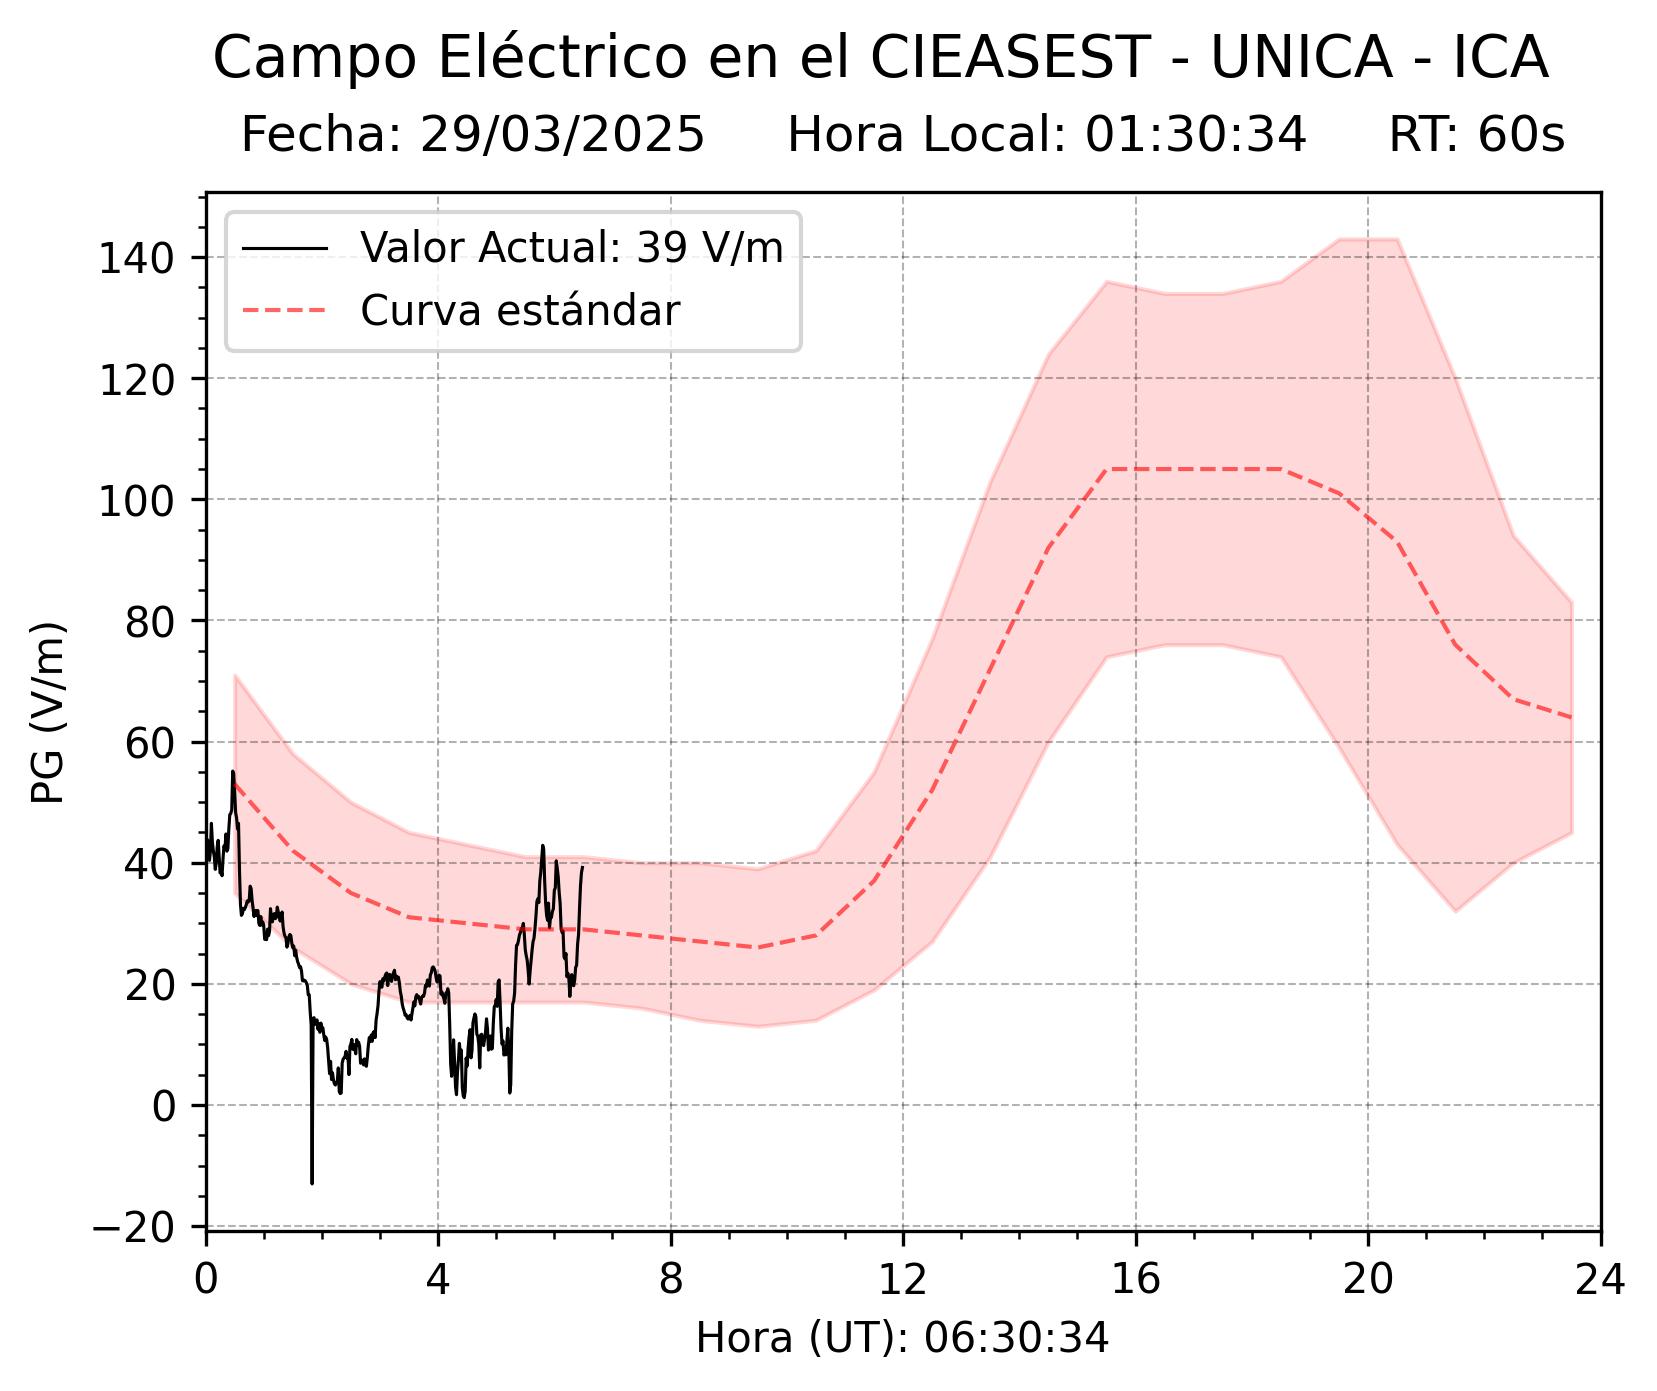 Campo Eléctrico en el CIEASEST - UNICA - ICA
Fecha: 29/03/2025 Hora Local: 01:30:34 RT: 60s
Valor Actual: 39 V/m
Curva estándar
PG (V/m)
140
120
100
80
60
40
20
0
−20
0 4 8 12 16 20 24
Hora (UT): 06:30:34